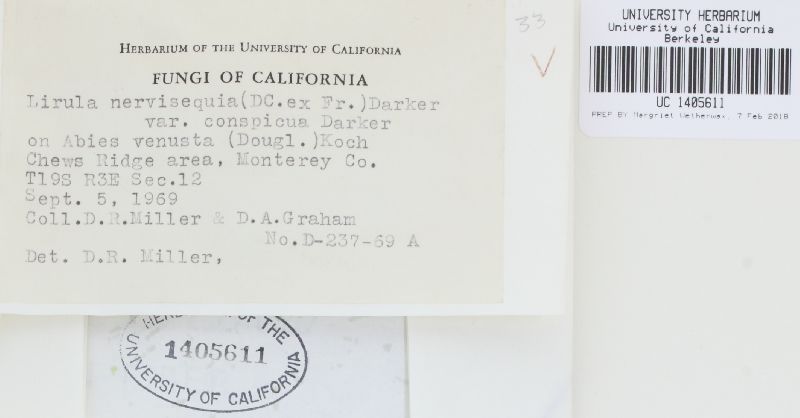 33
V
HERBARIUM OF THE UNIVERSITY OF CALIFORNIA
FUNGI OF CALIFORNIA
Lirula nervisequia(DC.ex Fr.)Darker
var. conspicua Darker
on Abies venusta (Dougl.)Koch
Chews Ridge area, Monterey Co.
T19S R3E Sec.12
Sept. 5, 1969
Coll.D.R.Miller & D.A.Graham
No.D-237-69 A
Det. D.R. Miller,
UNIVERSITY HERBARIUM
University of California
Berkeley
UC 1405611
PREP BY Margriet Wetherwax, 7 Feb 2018
HERBARIUM OF THE
1405611
UNIVERSITY OF CALIFORNIA